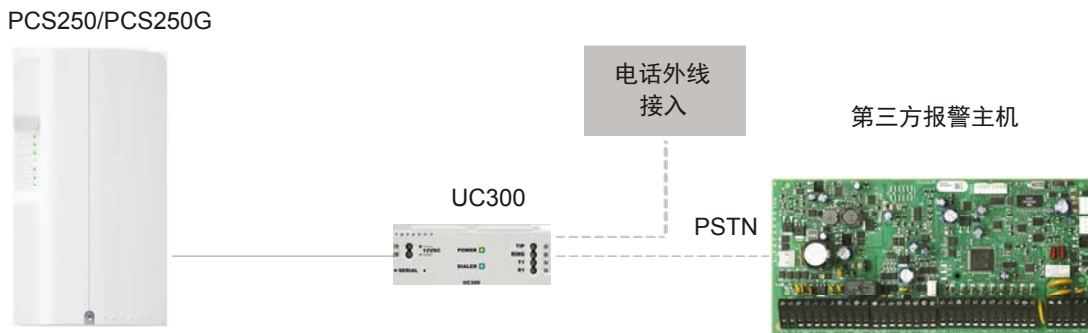 PCS250/PCS250G
电话外线
接入
第三方报警主机
UC300
PSTN
12VDC
POWER
TIP
RING
T1
R1
SERIAL
DIALER
UC300